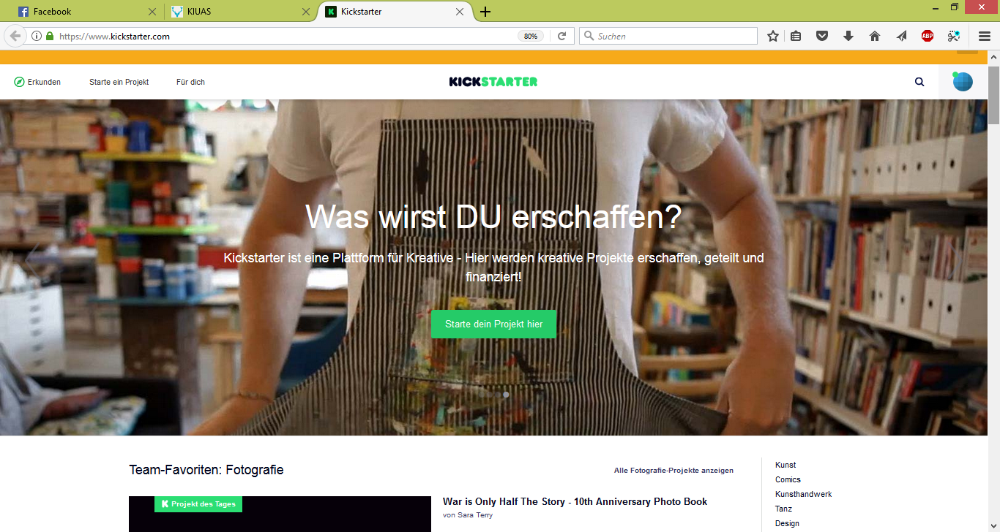 Facebook
KIUAS
Kickstarter
https://www.kickstarter.com
80%
Suchen
ABP
Erkunden
Starte ein Projekt
Für dich
KICKSTARTER
Was wirst DU erschaffen?
Kickstarter ist eine Plattform für Kreative - Hier werden kreative Projekte erschaffen, geteilt und
finanziert!
Starte dein Projekt hier
Team-Favoriten: Fotografie
Alle Fotografie-Projekte anzeigen
Projekt des Tages
War is Only Half The Story - 10th Anniversary Photo Book
von Sara Terry
Kunst
Comics
Kunsthandwerk
Tanz
Design